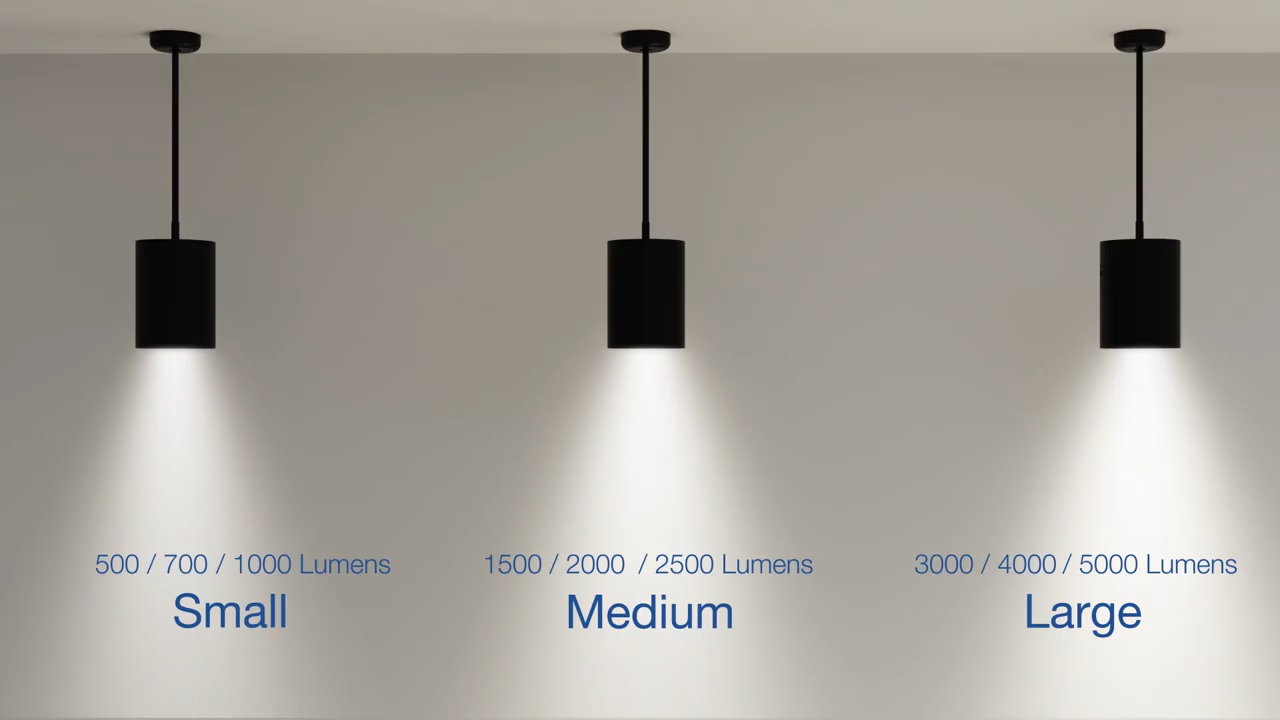 500 / 700 / 1000 Lumens
Small
1500 / 2000 / 2500 Lumens
Medium
3000 / 4000 / 5000 Lumens
Large